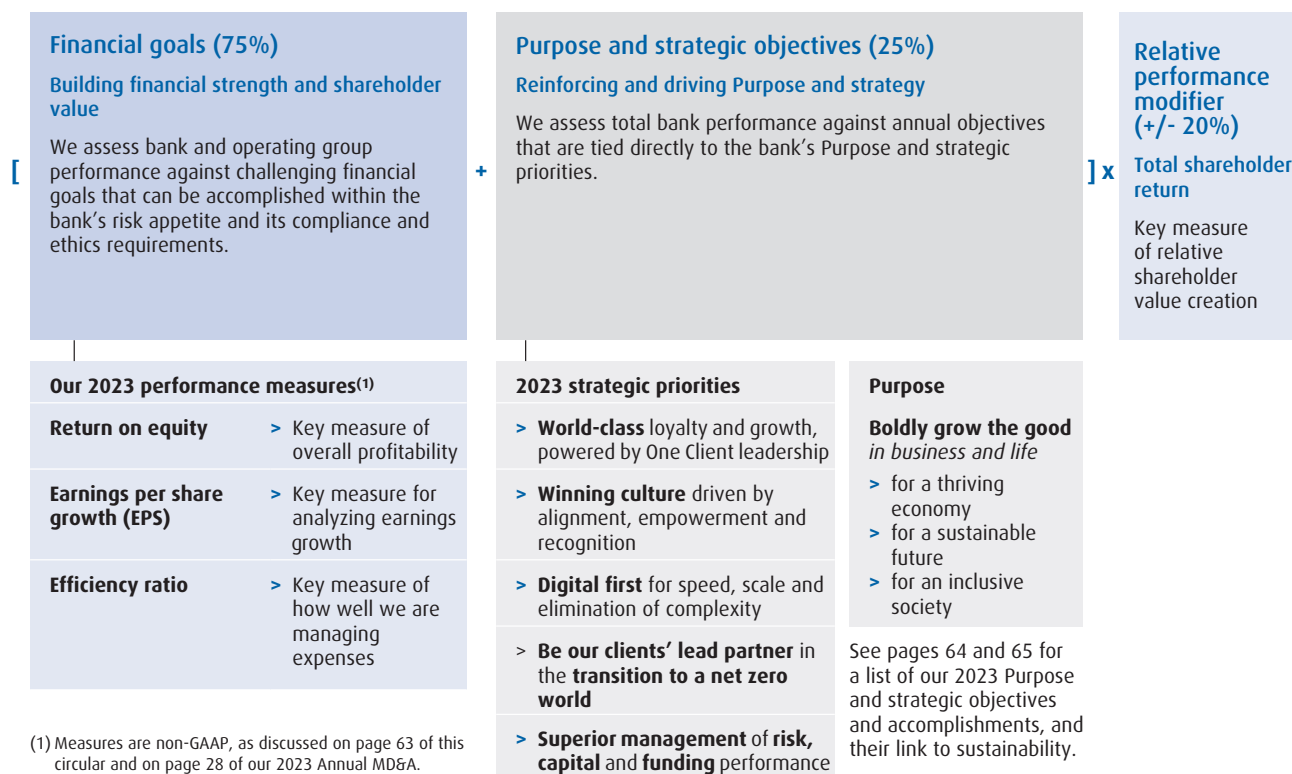 [
Financial goals (75%)
Building financial strength and shareholder
value
We assess bank and operating group
performance against challenging financial
goals that can be accomplished within the
bank's risk appetite and its compliance and
ethics requirements.
+
Purpose and strategic objectives (25%)
Reinforcing and driving Purpose and strategy
We assess total bank performance against annual objectives
that are tied directly to the bank's Purpose and strategic
priorities.
] x
Relative
performance
modifier
(+/- 20%)
Total shareholder
return
Key measure
of relative
shareholder
value creation
Our 2023 performance measures(1)
Return on equity
> Key measure of
overall profitability
Earnings per share
growth (EPS)
> Key measure for
analyzing earnings
growth
Efficiency ratio
> Key measure of
how well we are
managing
expenses
(1) Measures are non-GAAP, as discussed on page 63 of this
circular and on page 28 of our 2023 Annual MD&A.
2023 strategic priorities
> World-class loyalty and growth,
powered by One Client leadership
> Winning culture driven by
alignment, empowerment and
recognition
> Digital first for speed, scale and
elimination of complexity
> Be our clients' lead partner in
the transition to a net zero
world
> Superior management of risk,
capital and funding performance
Purpose
Boldly grow the good
in business and life
> for a thriving
economy
> for a sustainable
future
> for an inclusive
society
See pages 64 and 65 for
a list of our 2023 Purpose
and strategic objectives
and accomplishments, and
their link to sustainability.